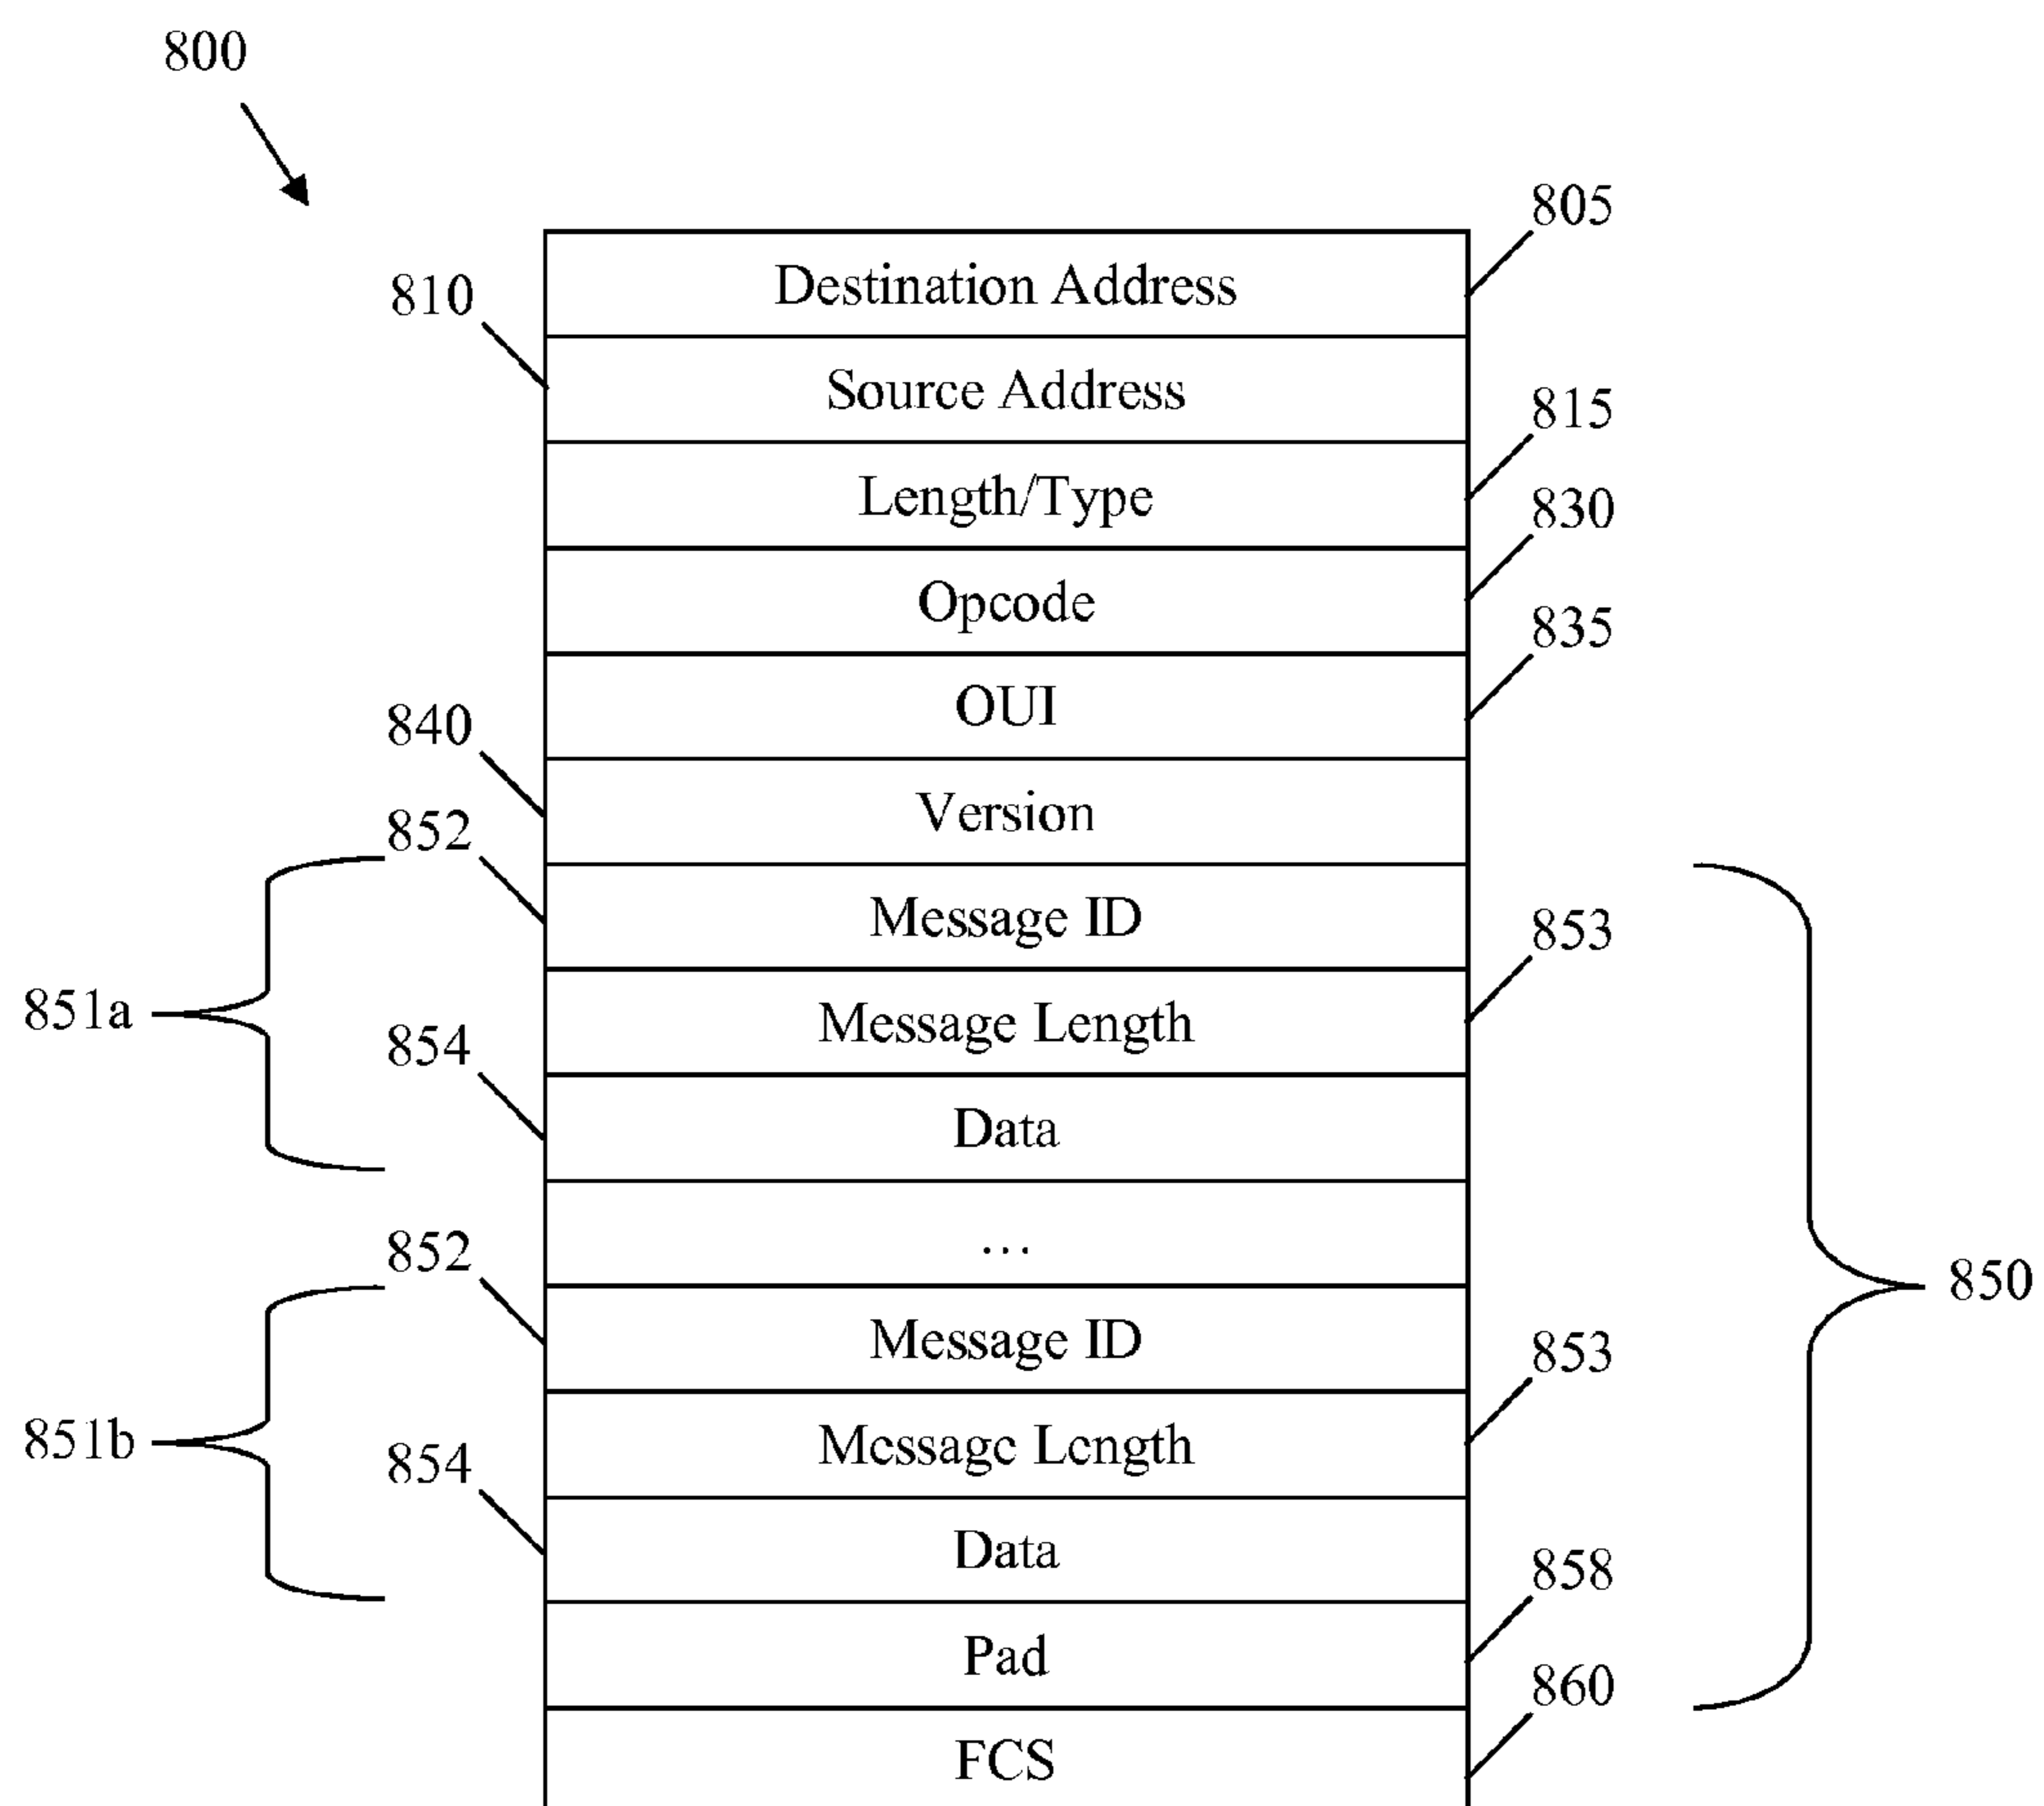 800
805
Destination Address
810
Source Address
815
Length/Type
830
Opcode
835
OUI
840
Version
852
Message ID
853
851a
Message Length
854
Data
...
852
850
Message ID
853
851b
Message Length
854
Data
858
Pad
860
FCS